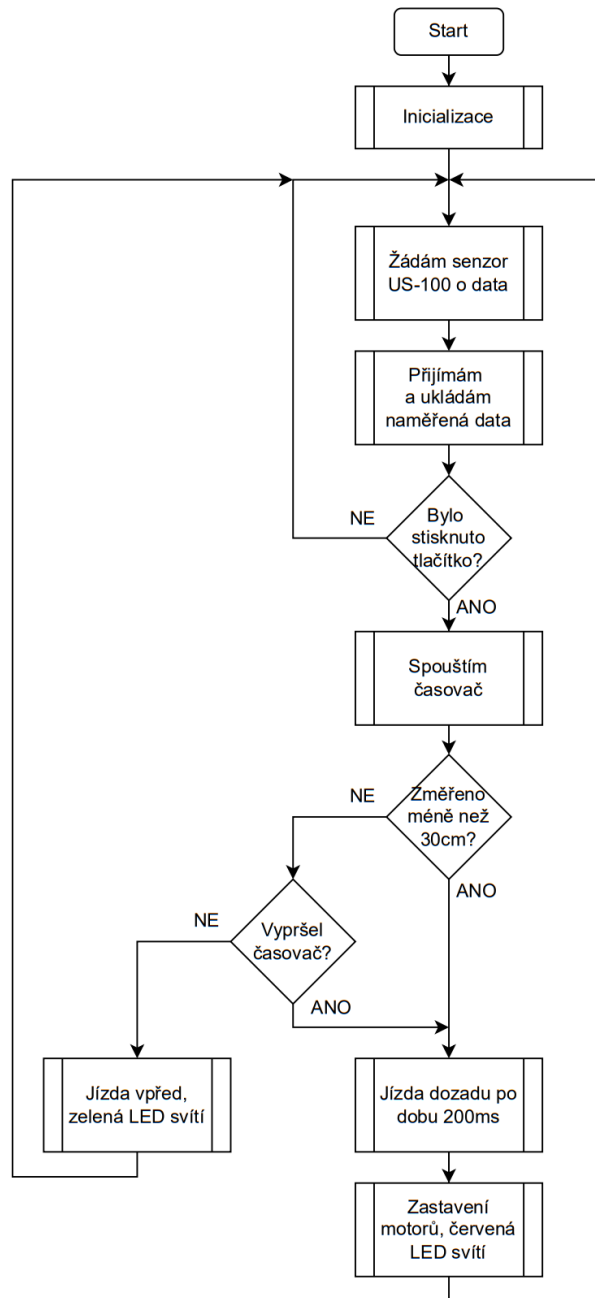 Start
Inicializace
Žádám senzor
US-100 o data
Přijímám
a ukládám
naměřená data
NE
Bylo
stisknuto
tlačítko?
ANO
Spouštím
časovač
NE
Změřeno
méně než
30cm?
ANO
NE
Vypršel
časovač?
ANO
Jízda vpřed,
zelená LED svítí
Jízda dozadu po
dobu 200ms
Zastavení
motorů, červená
LED svítí